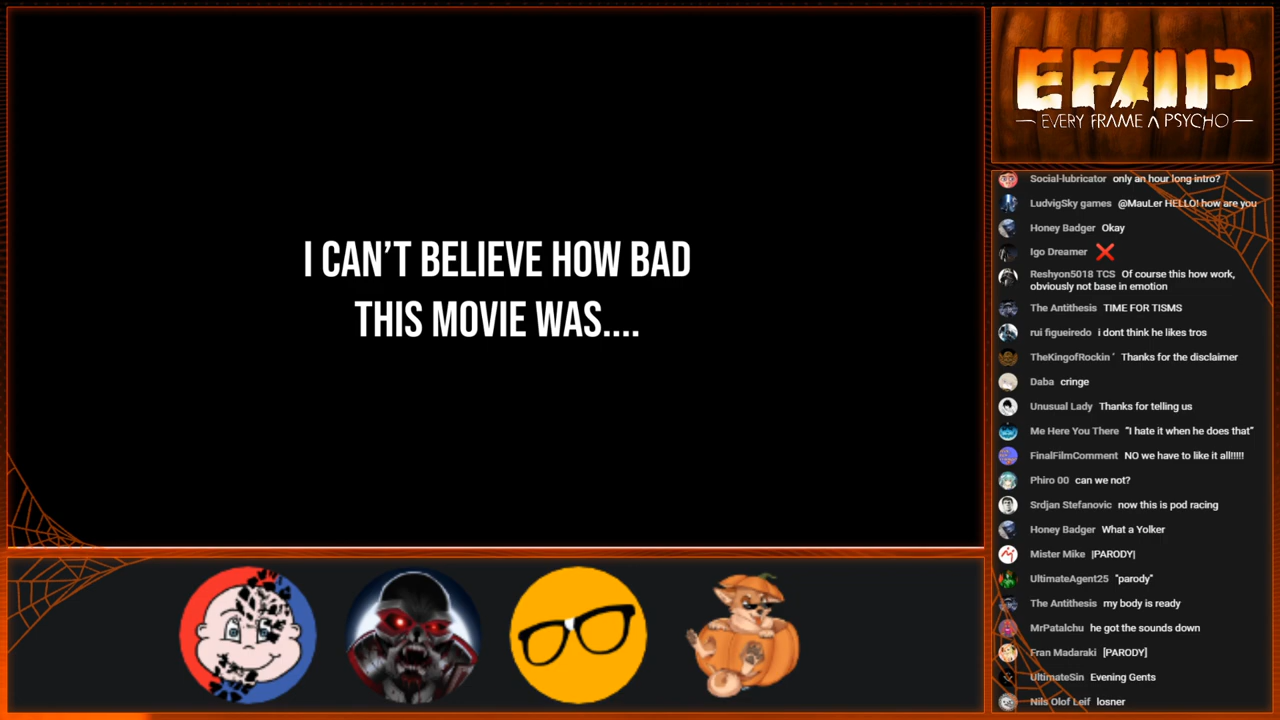 I CAN'T BELIEVE HOW BAD
THIS MOVIE WAS....
EFAP
EVERY FRAME A PSYCHO
Social-lubricator only an hour long intro?
LudvigSky games @MauLer HELLO! how are you
Honey Badger Okay
Igo Dreamer ❌
Reshyon5018 TCS Of course this how work,
obviously not base in emotion
The Antithesis TIME FOR TISMS
rui figueiredo i dont think he likes tros
TheKingofRockin ' Thanks for the disclaimer
Daba cringe
Unusual Lady Thanks for telling us
Me Here You There “I hate it when he does that”
FinalFilmComment NO we have to like it all!!!!!
Phiro 00 can we not?
Srdjan Stefanovic now this is pod racing
Honey Badger What a Yolker
Mister Mike |PARODY|
UltimateAgent25 "parody"
The Antithesis my body is ready
MrPatalchu he got the sounds down
Fran Madaraki [PARODY]
UltimateSin Evening Gents
Nils Olof Leif losner